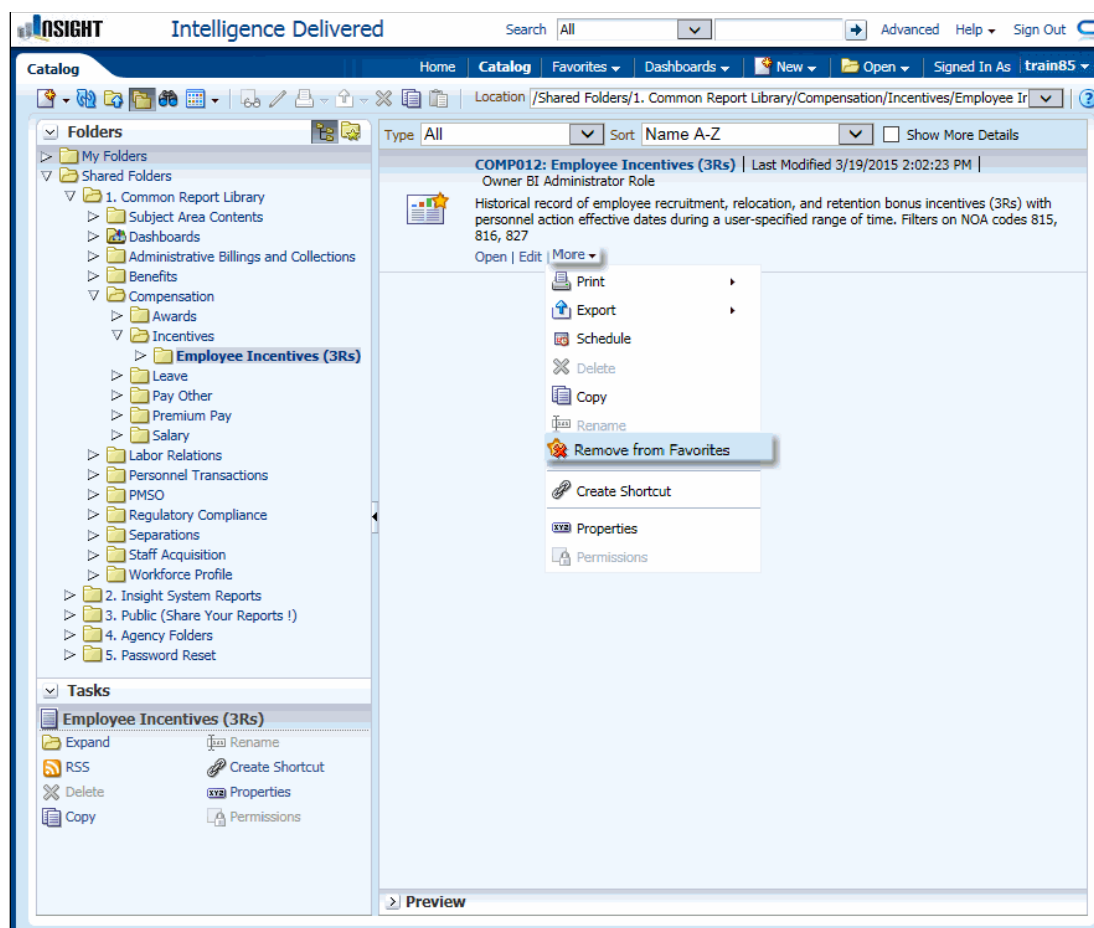 INSIGHT Intelligence Delivered Search All Advanced Help Sign Out
Catalog Home Catalog Favorites Dashboards New Open Signed In As train85
Location /Shared Folders/1. Common Report Library/Compensation/Incentives/Employee Ir
Folders
My Folders
Shared Folders
1. Common Report Library
Subject Area Contents
Dashboards
Administrative Billings and Collections
Benefits
Compensation
Awards
Incentives
Employee Incentives (3Rs)
Leave
Pay Other
Premium Pay
Salary
Labor Relations
Personnel Transactions
PMSO
Regulatory Compliance
Separations
Staff Acquisition
Workforce Profile
2. Insight System Reports
3. Public (Share Your Reports !)
4. Agency Folders
5. Password Reset
Tasks
Employee Incentives (3Rs)
Expand Rename
RSS Create Shortcut
Delete Properties
Copy Permissions
Type All Sort Name A-Z Show More Details
COMP012: Employee Incentives (3Rs) | Last Modified 3/19/2015 2:02:23 PM |
Owner BI Administrator Role
Historical record of employee recruitment, relocation, and retention bonus incentives (3Rs) with
personnel action effective dates during a user-specified range of time. Filters on NOA codes 815,
816, 827
Open | Edit | More
Print
Export
Schedule
Delete
Copy
Rename
Remove from Favorites
Create Shortcut
XYZ Properties
Permissions
Preview